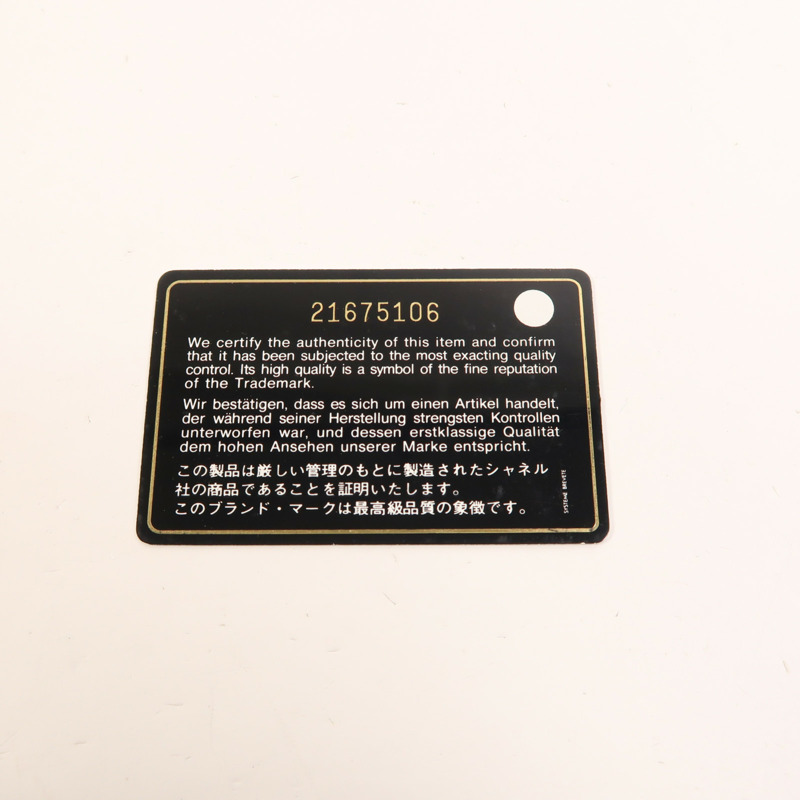 21675106
We certify the authenticity of this item and confirm
that it has been subjected to the most exacting quality
control. Its high quality is a symbol of the fine reputation
of the Trademark.
Wir bestätigen, dass es sich um einen Artikel handelt,
der während seiner Herstellung strengsten Kontrollen
unterworfen war, und dessen erstklassige Qualität
dem hohen Ansehen unserer Marke entspricht.
この製品は厳しい管理のもとに製造されたシャネル
社の商品であることを証明いたします。
このブランド・マークは最高級品質の象徴です。
SYSTEME BREVETE